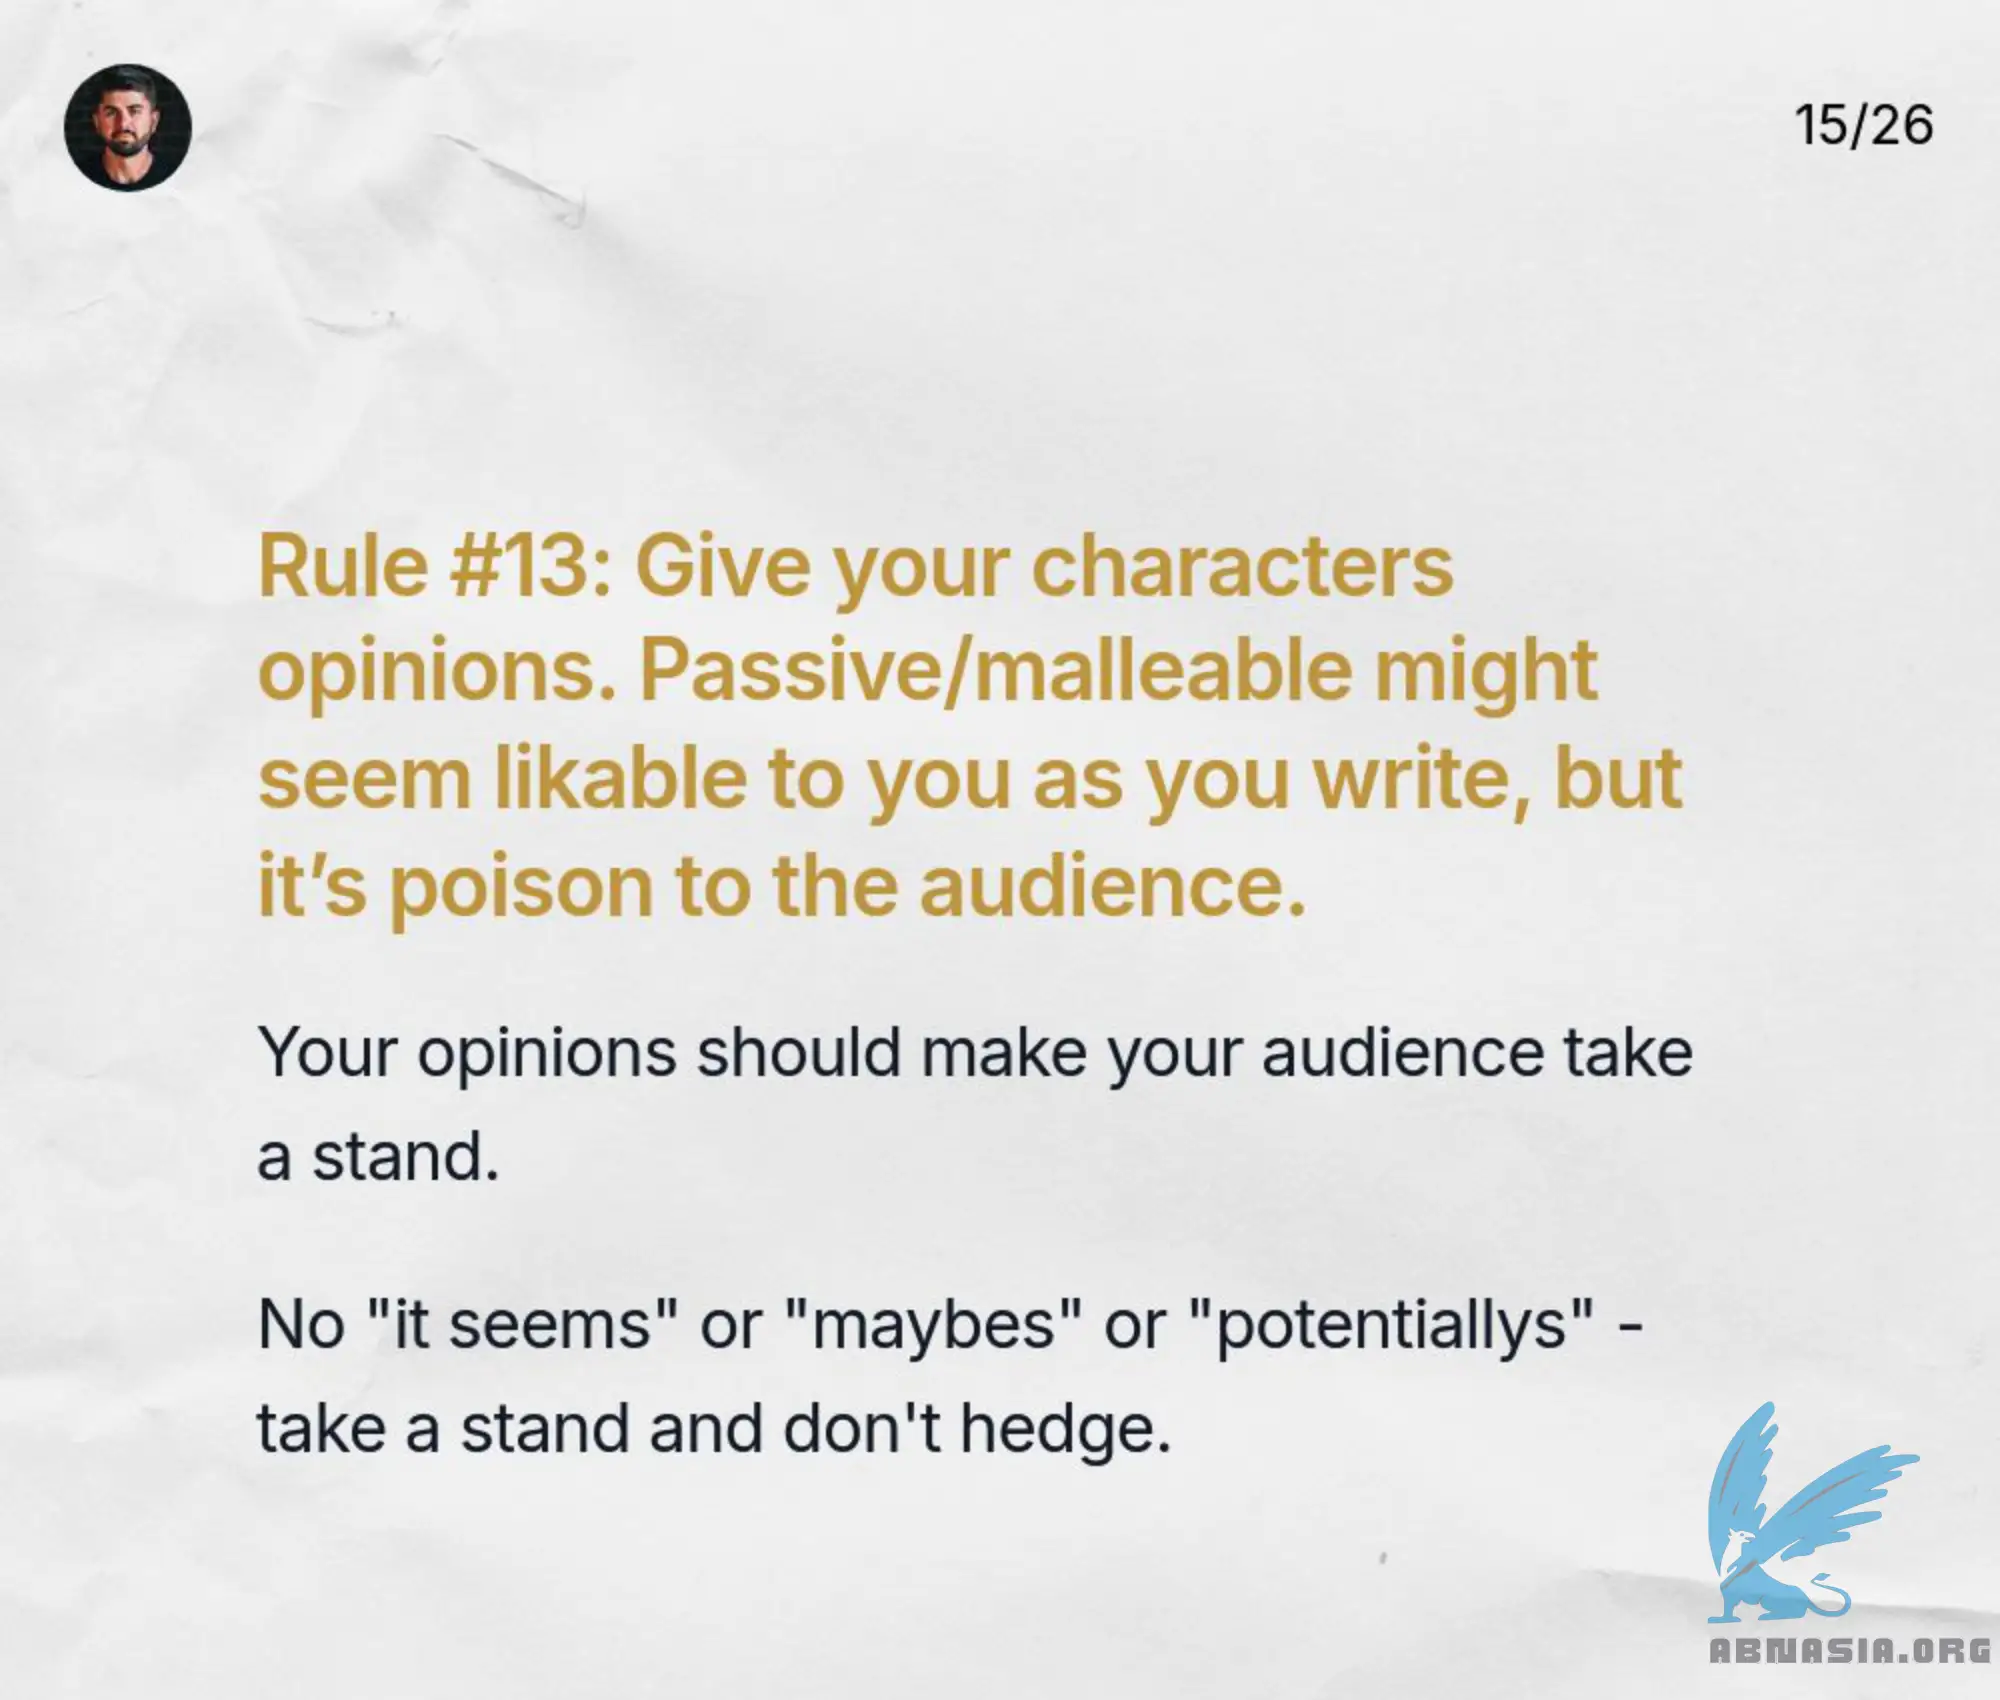 15/26
Rule #13: Give your characters
opinions. Passive/malleable might
seem likable to you as you write, but
it’s poison to the audience.
Your opinions should make your audience take
a stand.
No "it seems" or "maybes" or "potentiallys" -
take a stand and don't hedge.
ABNASIA.ORG